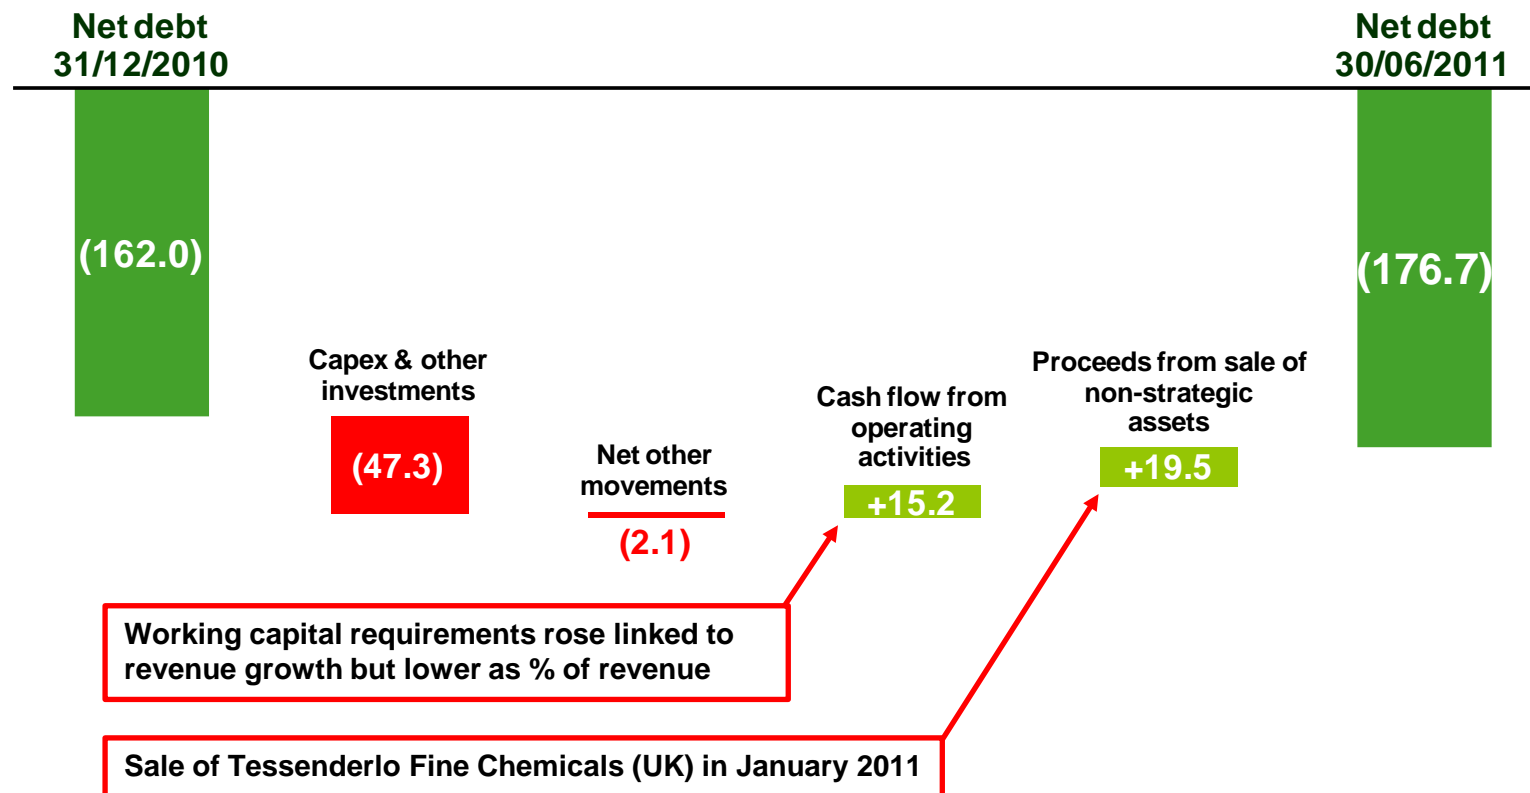 Net debt
31/12/2010
Net debt
30/06/2011
(162.0)
(176.7)
Capex & other
investments
(47.3)
Net other
movements
(2.1)
Cash flow from
operating
activities
+15.2
Proceeds from sale of
non-strategic
assets
+19.5
Working capital requirements rose linked to
revenue growth but lower as % of revenue
Sale of Tessenderlo Fine Chemicals (UK) in January 2011